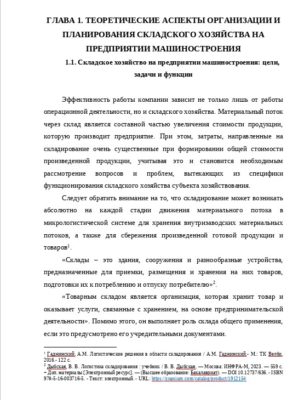 ГЛАВА 1. ТЕОРЕТИЧЕСКИЕ АСПЕКТЫ ОРГАНИЗАЦИИ И
ПЛАНИРОВАНИЯ СКЛАДСКОГО ХОЗЯЙСТВА НА
ПРЕДПРИЯТИИ МАШИНОСТРОЕНИЯ
1.1. Складское хозяйство на предприятии машиностроения: цели,
задачи и функции
Эффективность работы компании зависит не только лишь от работы
операционной деятельности, но и складского хозяйства. Материальный поток
через склад является составной частью увеличения стоимости продукции,
которую производит предприятие. При этом, затраты, направленные на
складирование очень существенные при формировании общей стоимости
произведенной продукции, учитывая это и становится необходимым
рассмотрение вопросов и проблем, вытекающих из специфики
функционирования складского хозяйства субъекта хозяйствования.
Следует обратить внимание на то, что складирование может возникать
абсолютно на каждой стадии движения материального потока в
микрологистической системе для хранения внутризаводских материальных
потоков, а также для сбережения произведенной готовой продукции и
товаров¹.
«Склады – это здания, сооружения и разнообразные устройства,
предназначенные для приемки, размещения и хранения на них товаров,
подготовки их к потреблению и отпуску потребителю»².
«Товарным складом является организация, которая хранит товар и
оказывает услуги, связанные с хранением, на основе предпринимательской
деятельности». Помимо этого, он выполняет роль склада общего применения,
если это предусмотрено его учредительными документами.
¹ Гаджинский, А.М. Логистические решения в области складирования / А.М. Гаджинский.- М.: ТК Велби,
2016.- 122 с.
² Дыбская, В. В. Логистика складирования : учебник / В. В. Дыбская. — Москва: ИНФРА-М, 2023. — 559 с.
978-5-16-003716-5. - Текст: электронный. - URL: https://znanium.com/catalog/product/1912194